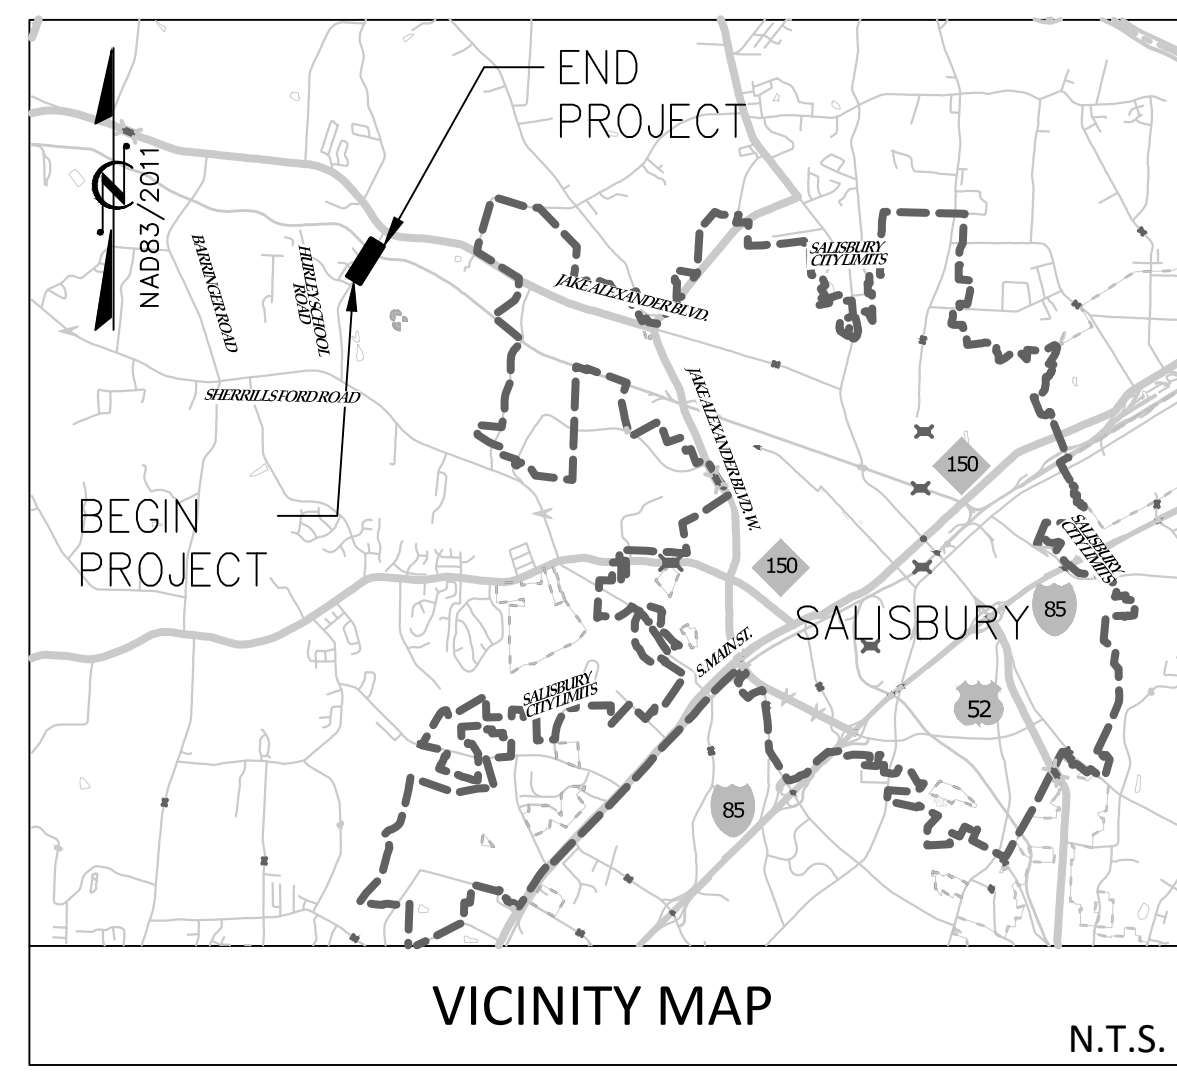 END
PROJECT
NAD83/2011
BARRINGER ROAD
HURLEY SCHOOL
ROAD
SALISBURY
CITY LIMITS
JAKE ALEXANDER BLVD.
SHERRILLS FORD ROAD
JAKE ALEXANDER BLVD. W.
150
BEGIN
PROJECT
SALISBURY
CITY LIMITS
150
SALISBURY
85
S. MAIN ST.
SALISBURY
CITY LIMITS
52
85
VICINITY MAP
N.T.S.